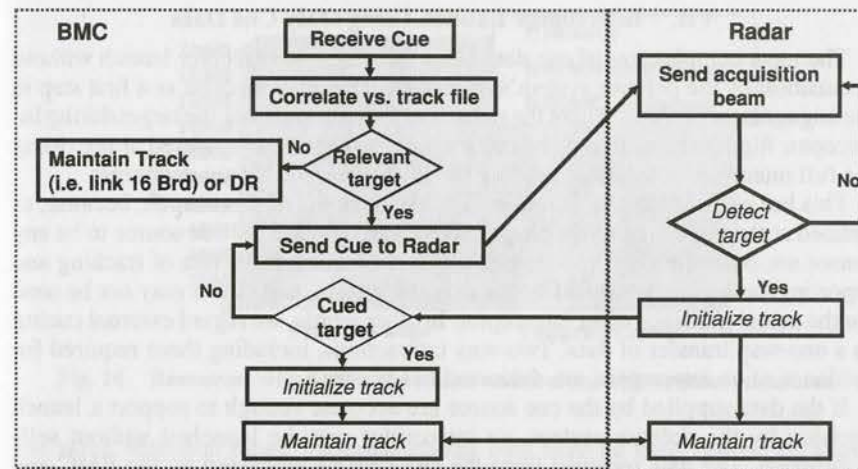 BMC
Radar
Receive Cue
Send acquisition
beam
Correlate vs. track file
No
Maintain Track
(i.e. link 16 Brd) or DR
Relevant
target
No
Yes
Detect
target
Send Cue to Radar
No
Yes
Cued
target
Initialize track
Yes
Initialize track
Maintain track
Maintain track